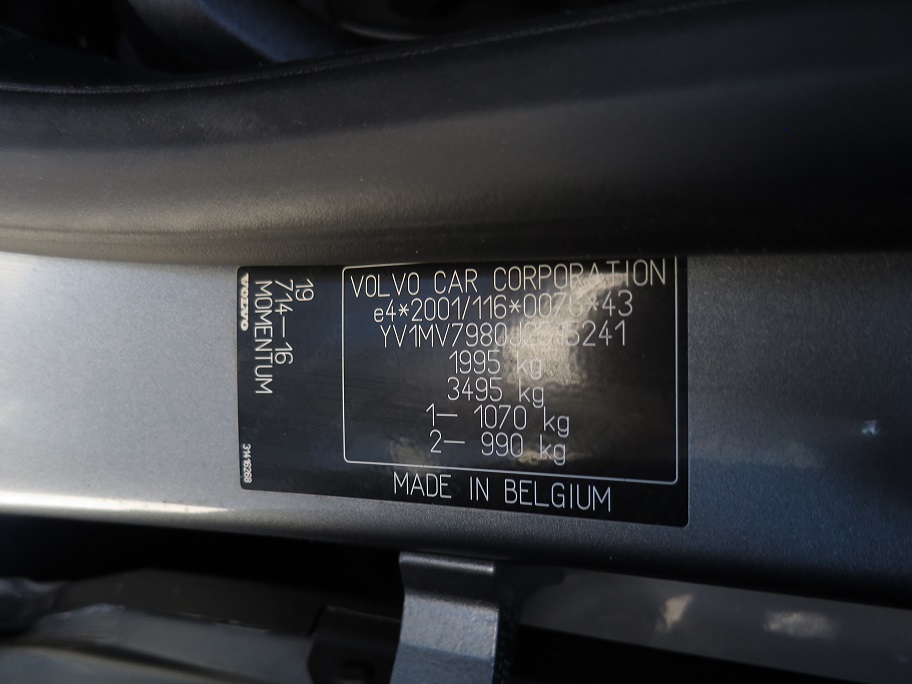 VOLVO CAR CORPORATION
1995 kg
3495 kg
1— 1070 kg
2— 990 kg
MADE IN BELGIUM
19
714—16
MOMENTUM
VOLVO
31416268